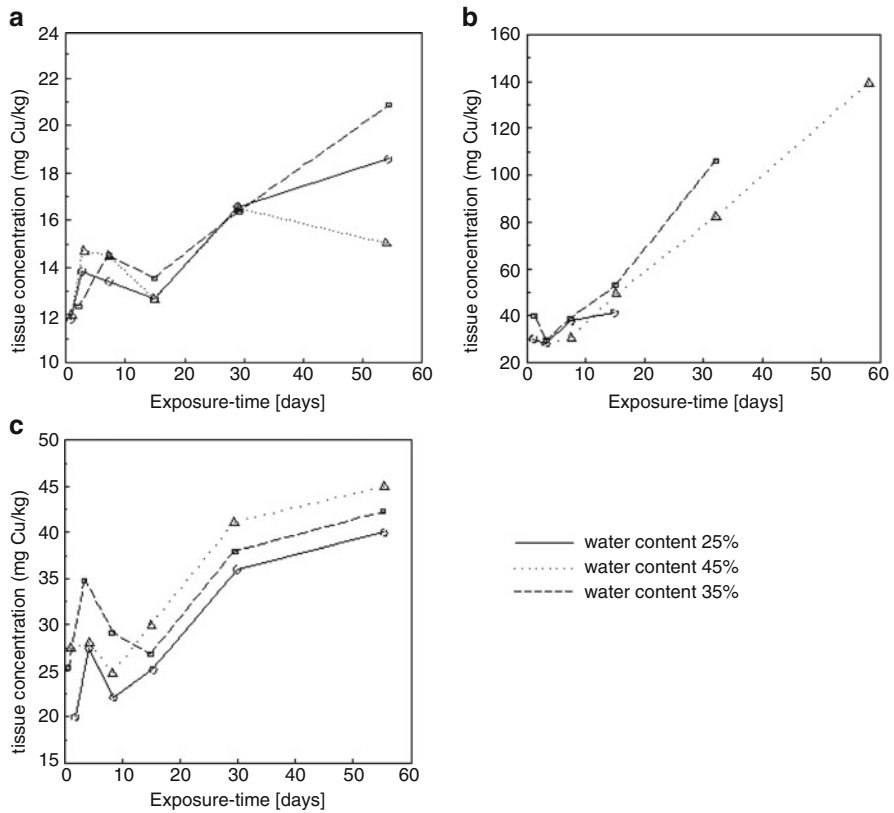 a
24
22
20
18
16
14
12
10
0 10 20 30 40 50 60
tissue concentration (mg Cu/kg)
Exposure-time [days]
b
160
140
120
100
80
60
40
20
0 10 20 30 40 50 60
tissue concentration (mg Cu/kg)
Exposure-time [days]
c
50
45
40
35
30
25
20
15
0 10 20 30 40 50 60
tissue concentration (mg Cu/kg)
Exposure-time [days]
water content 25%
water content 45%
water content 35%